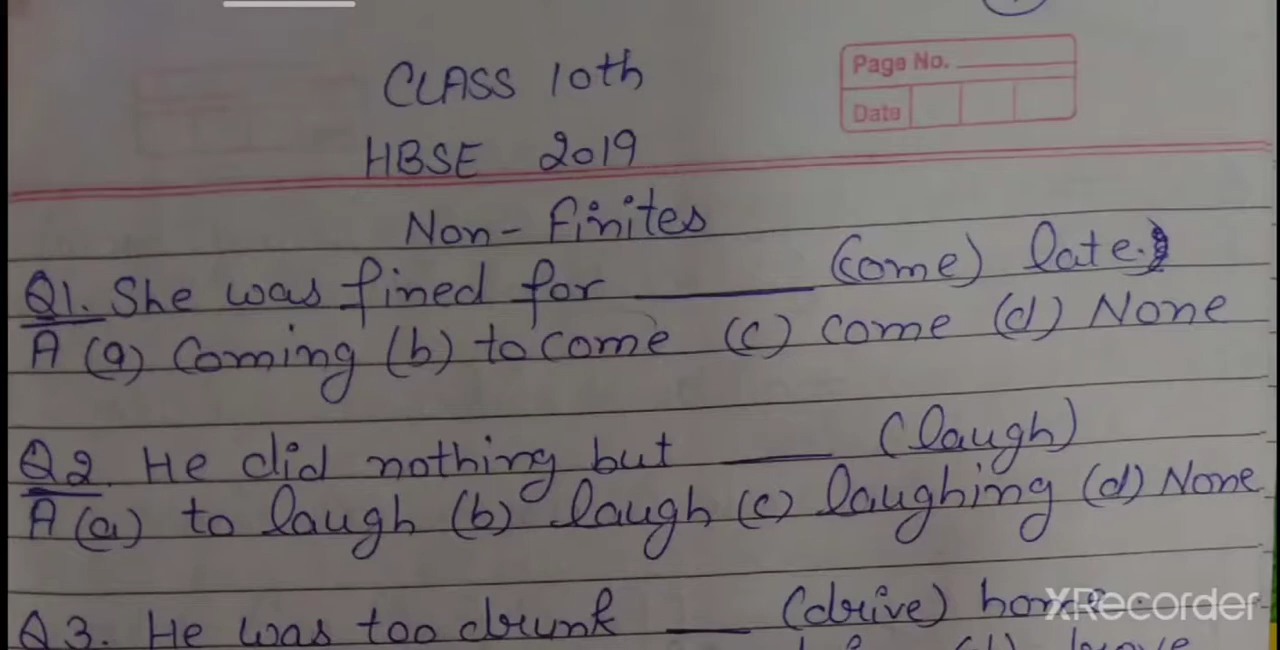 CLASS 10th
Page No.
Date
HBSE 2019
Non-Finites
Q1. She was fined for ______ (come) late.
A (a) Coming (b) to come (c) come (d) None
Q2. He did nothing but ____ (laugh)
A (a) to laugh (b) laugh (c) laughing (d) None
Q3. He was too drunk ___ (drive) home
XRecorder